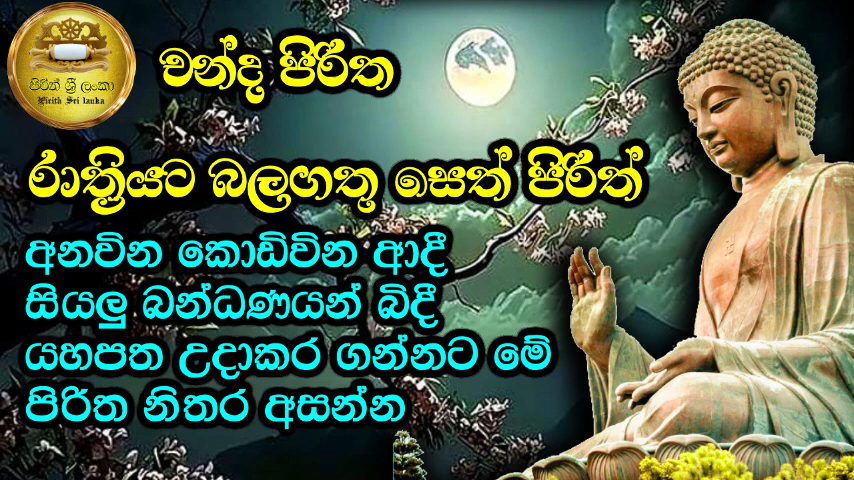 පිරිත් ශ්‍රී ලංකා
Pirith Sri lanka
චන්ද පිරිත
රාත්‍රියට බලගතු සෙත් පිරිත්
අනවින කොඩිවින ආදී
සියලු බන්ධණයන් බිදී
යහපත උදාකර ගන්නට මේ
පිරිත නිතර අසන්න